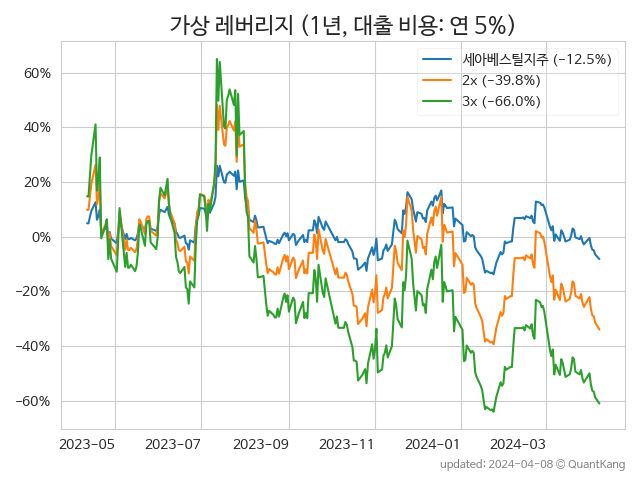 가상 레버리지 (1년, 대출 비용: 연 5%)
세아베스틸지주 (−12.5%)
2x (−39.8%)
3x (−66.0%)
60%
40%
20%
0%
−20%
−40%
−60%
2023-05 2023-07 2023-09 2023-11 2024-01 2024-03
updated: 2024-04-08 © QuantKang